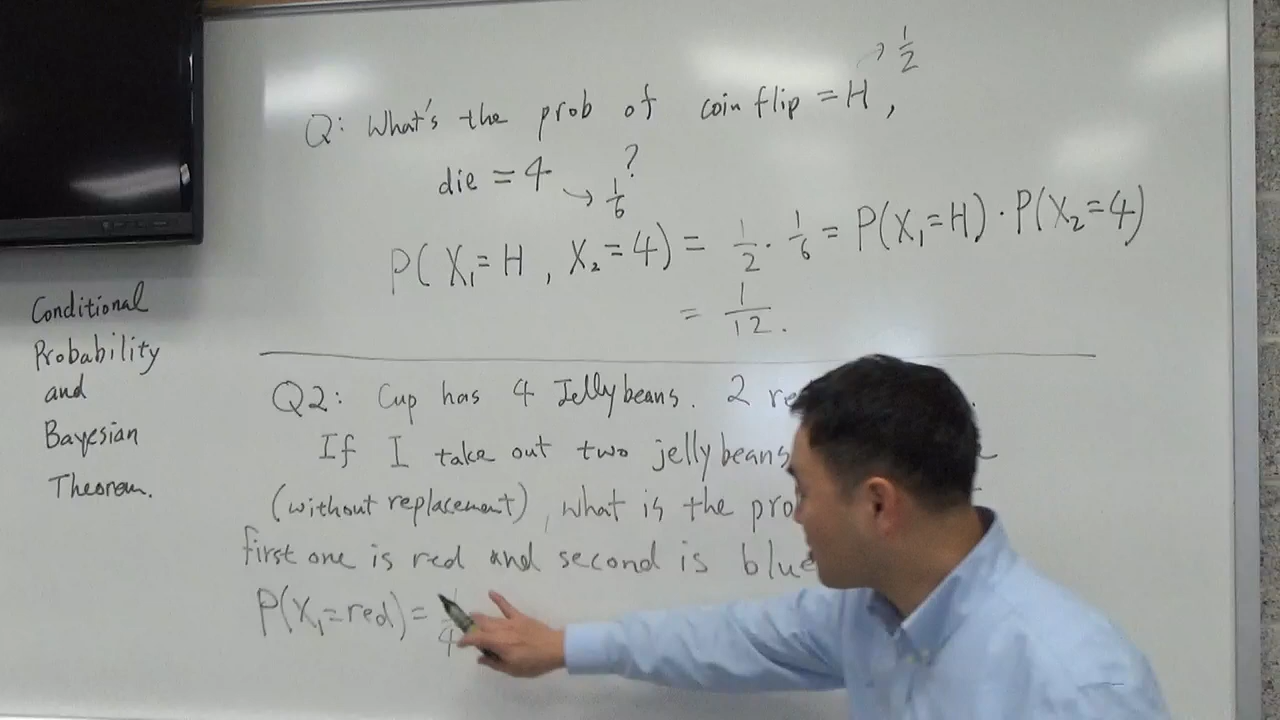 Conditional
Probability
and
Bayesian
Theorem.
Q: What's the prob of coin flip = H, → 1/2
die = 4 → 1/6 ?
P( X₁ = H , X₂ = 4) = 1/2 · 1/6 = P(X₁ = H) · P(X₂ = 4)
= 1/12.
Q2: Cup has 4 Jellybeans. 2 re
If I take out two jellybeans
(without replacement), what is the pro
first one is red and second is blue
P(X₁ = red) = /4